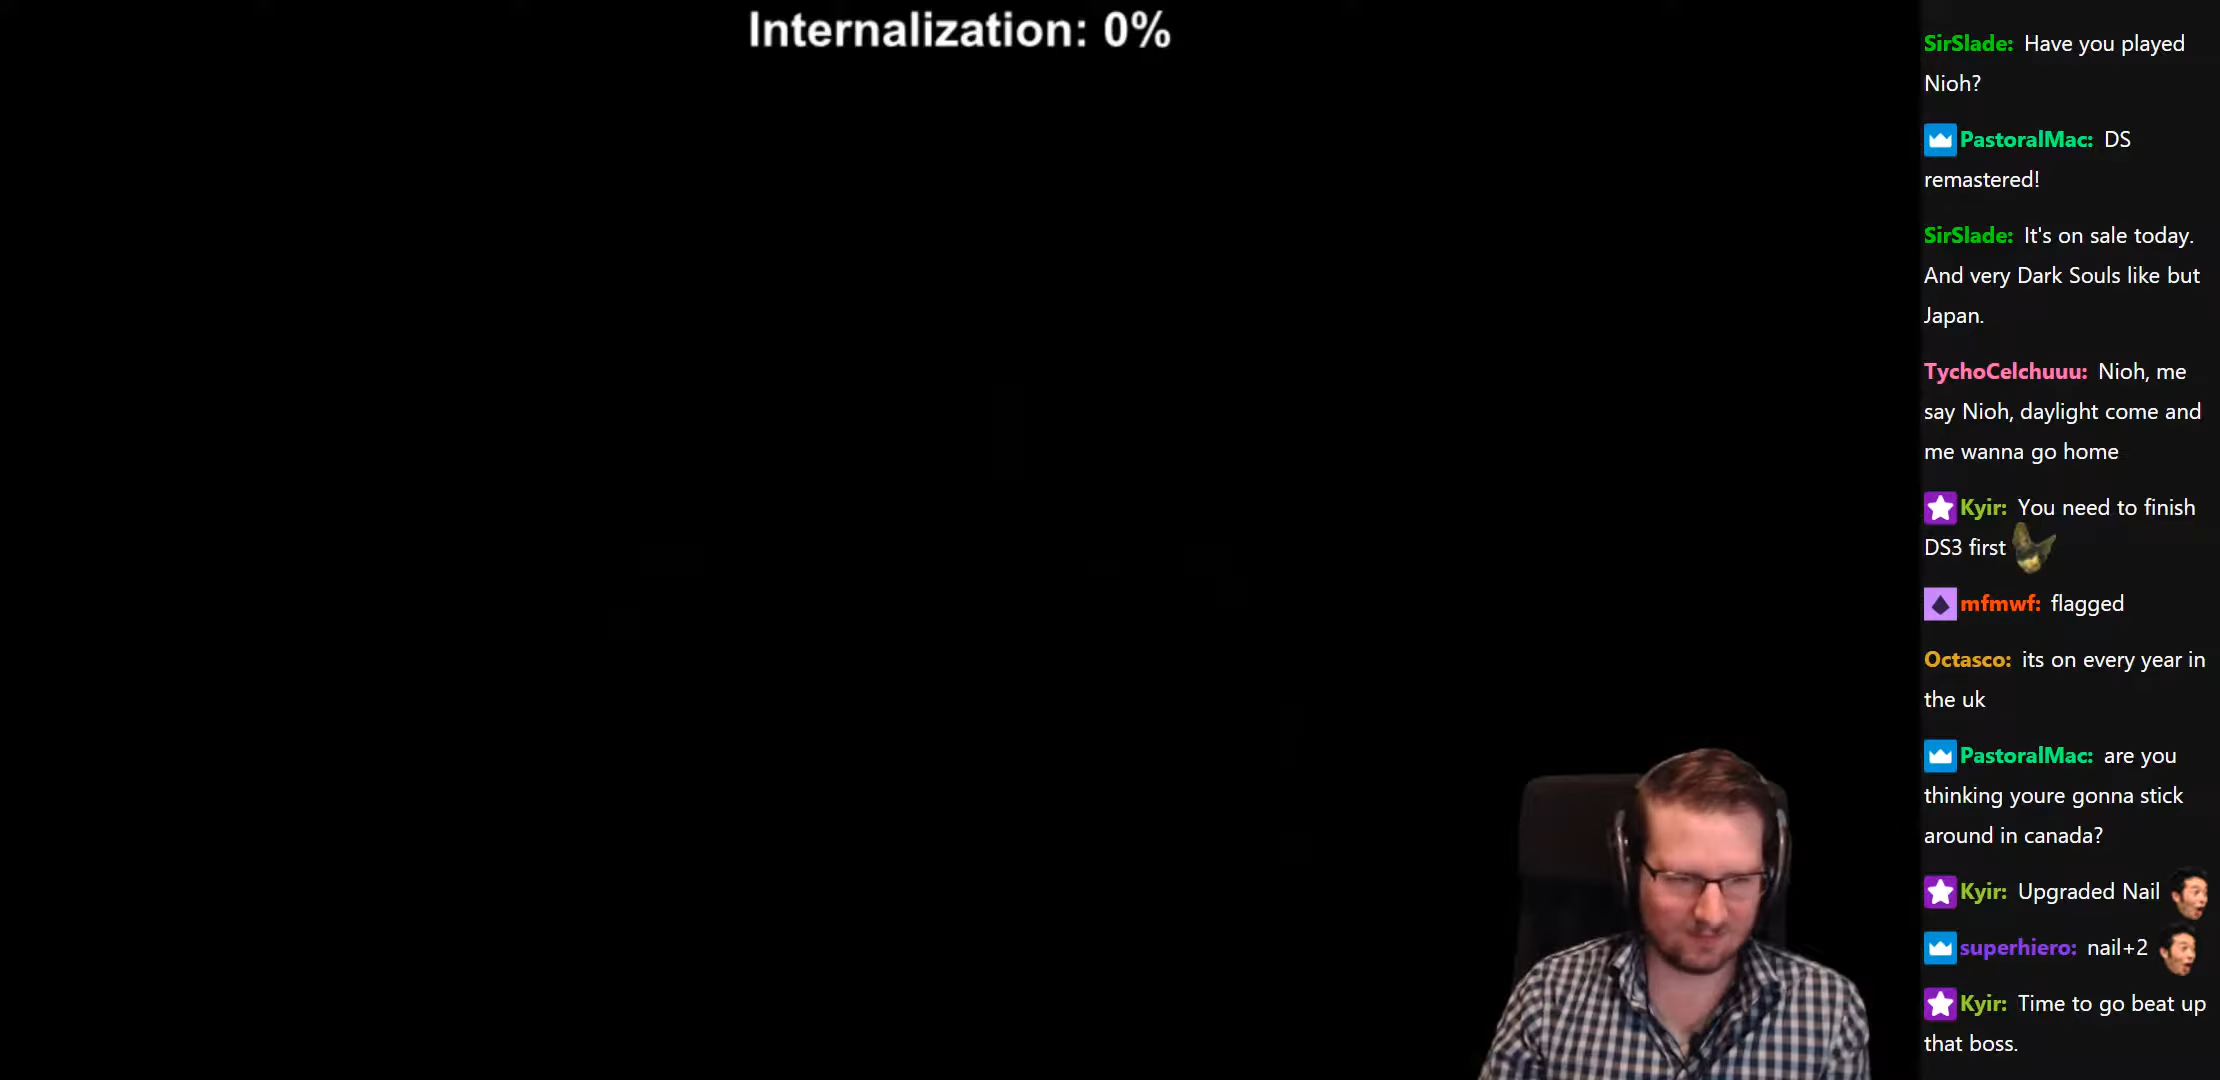 Internalization: 0%
SirSlade: Have you played
Nioh?
PastoralMac: DS
remastered!
SirSlade: It's on sale today.
And very Dark Souls like but
Japan.
TychoCelchuuu: Nioh, me
say Nioh, daylight come and
me wanna go home
Kyir: You need to finish
DS3 first
mfmwf: flagged
Octasco: its on every year in
the uk
PastoralMac: are you
thinking youre gonna stick
around in canada?
Kyir: Upgraded Nail
superhiero: nail+2
Kyir: Time to go beat up
that boss.